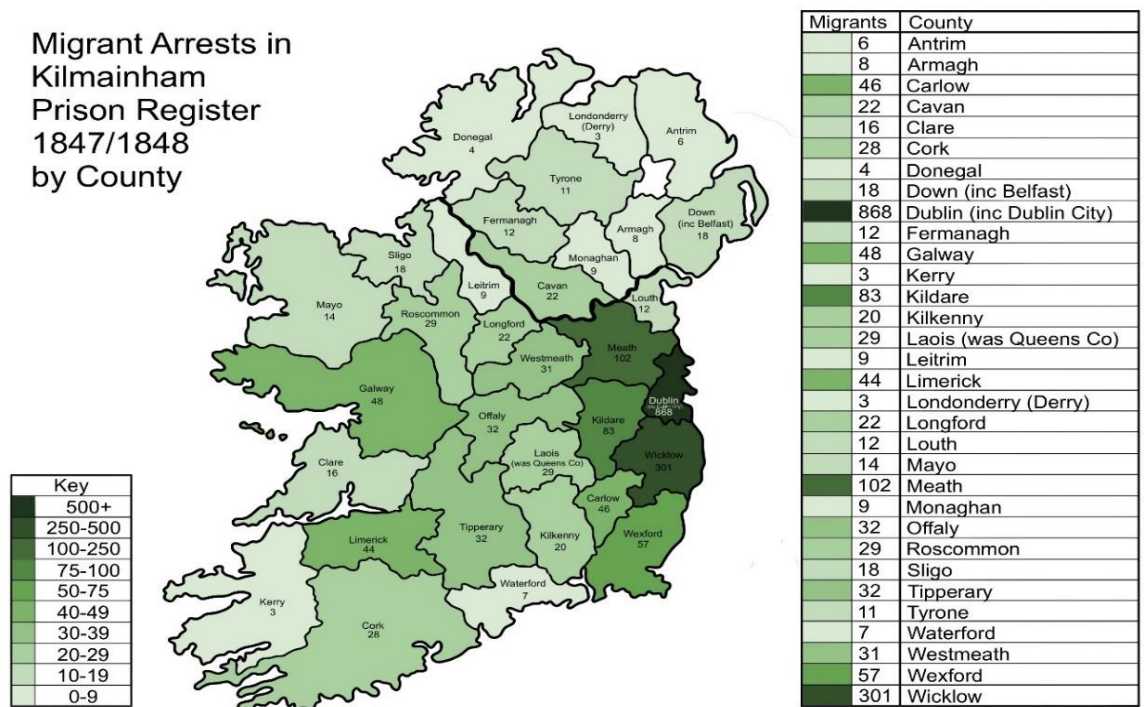 Migrant Arrests in
Kilmainham
Prison Register
1847/1848
by County
Donegal
4
Londonderry
(Derry)
3
Antrim
6
Tyrone
11
Fermanagh
12
Armagh
8
Down
(inc Belfast)
18
Monaghan
9
Sligo
18
Leitrim
9
Cavan
22
Louth
12
Mayo
14
Roscommon
29
Longford
22
Meath
102
Westmeath
31
Galway
48
Offaly
32
Kildare
83
Dublin
868
Laois
(was Queens Co)
29
Wicklow
301
Clare
16
Carlow
46
Tipperary
32
Kilkenny
20
Wexford
57
Limerick
44
Waterford
7
Kerry
3
Cork
28
Key
500+
250-500
100-250
75-100
50-75
40-49
30-39
20-29
10-19
0-9
Migrants County
6 Antrim
8 Armagh
46 Carlow
22 Cavan
16 Clare
28 Cork
4 Donegal
18 Down (inc Belfast)
868 Dublin (inc Dublin City)
12 Fermanagh
48 Galway
3 Kerry
83 Kildare
20 Kilkenny
29 Laois (was Queens Co)
9 Leitrim
44 Limerick
3 Londonderry (Derry)
22 Longford
12 Louth
14 Mayo
102 Meath
9 Monaghan
32 Offaly
29 Roscommon
18 Sligo
32 Tipperary
11 Tyrone
7 Waterford
31 Westmeath
57 Wexford
301 Wicklow